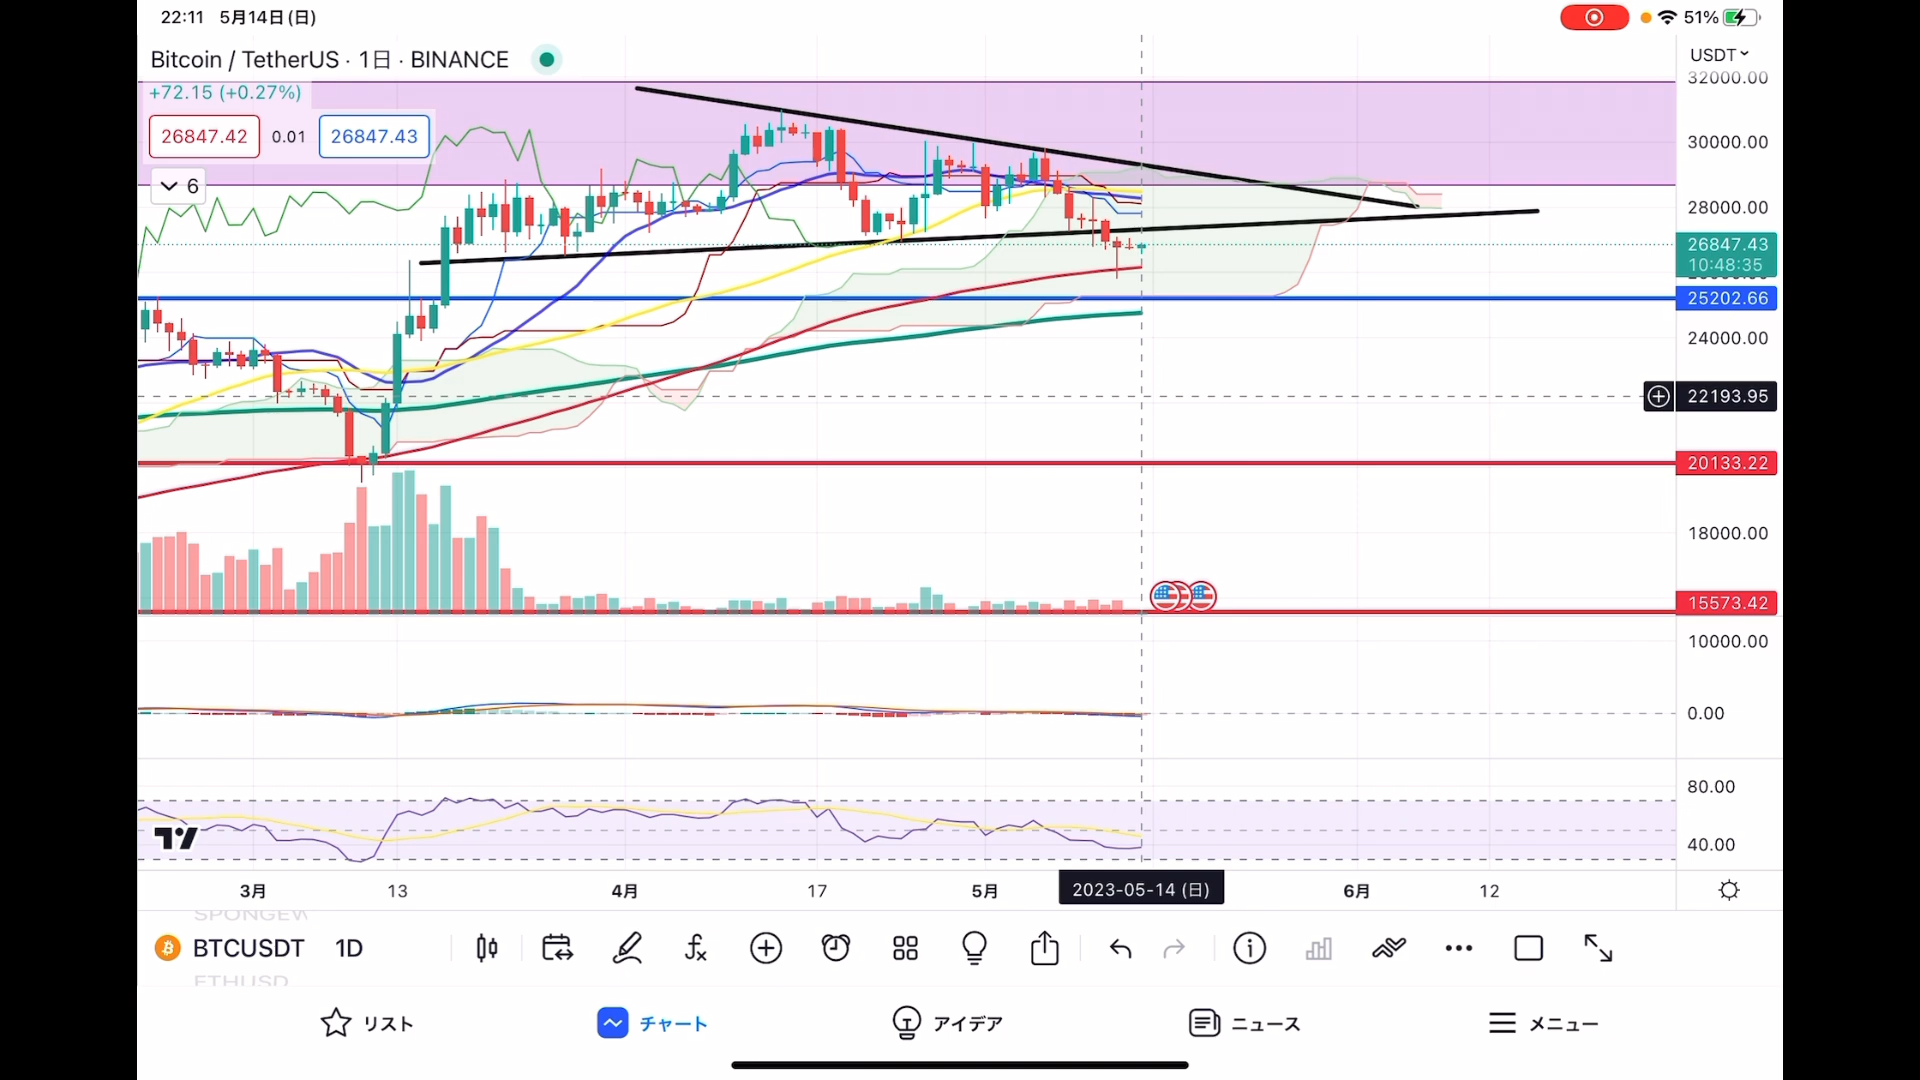 22:11 5月14日(日)
51%
Bitcoin / TetherUS · 1日 · BINANCE
USDT
+72.15 (+0.27%)
26847.42 0.01 26847.43
6
32000.00
30000.00
28000.00
26847.43
10:48:35
25202.66
24000.00
22193.95
20133.22
18000.00
15573.42
10000.00
0.00
80.00
40.00
3月 13 4月 17 5月 2023-05-14 (日) 6月 12
BTCUSDT 1D
ETHUSD
リスト チャート アイデア ニュース メニュー